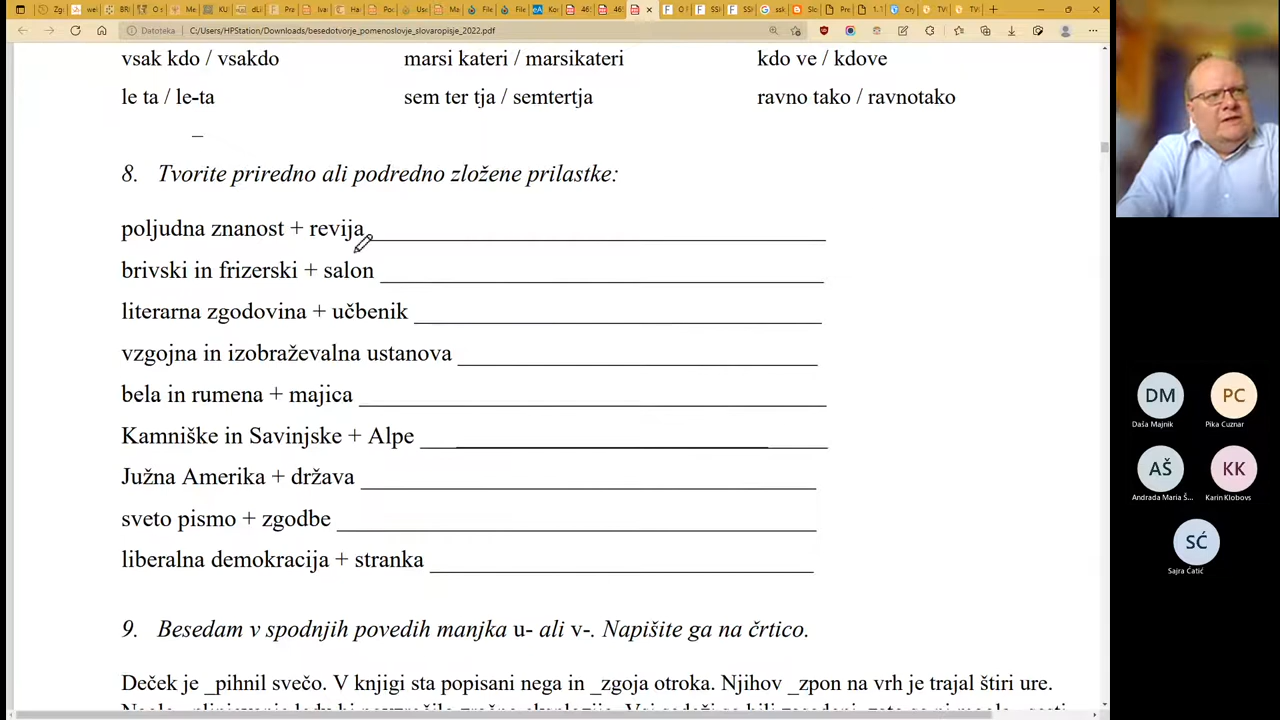 Datoteka C:/Users/HPStation/Downloads/besedotvorje_pomenoslovje_slovaropisje_2022.pdf
vsak kdo / vsakdo marsi kateri / marsikateri kdo ve / kdove
le ta / le-ta sem ter tja / semtertja ravno tako / ravnotako
8. Tvorite priredno ali podredno zložene prilastke:
poljudna znanost + revija
brivski in frizerski + salon
literarna zgodovina + učbenik
vzgojna in izobraževalna ustanova
bela in rumena + majica
Kamniške in Savinjske + Alpe
Južna Amerika + država
sveto pismo + zgodbe
liberalna demokracija + stranka
9. Besedam v spodnjih povedih manjka u- ali v-. Napišite ga na črtico.
Deček je _pihnil svečo. V knjigi sta popisani nega in _zgoja otroka. Njihov _zpon na vrh je trajal štiri ure.
DM PC
Daša Majnik Pika Cuznar
AŠ KK
Andrada Maria Š... Karin Klobovs
SĆ
Sajra Ćatić